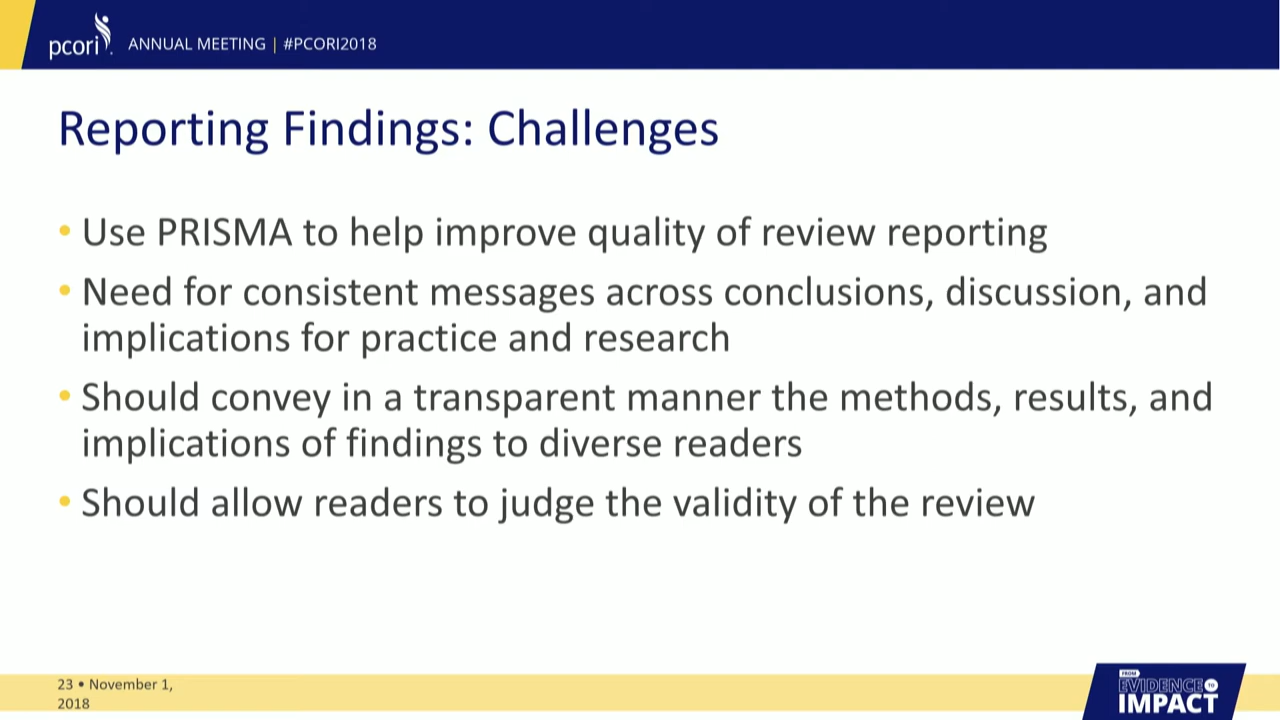 pcori
ANNUAL MEETING | #PCORI2018
Reporting Findings: Challenges
• Use PRISMA to help improve quality of review reporting
• Need for consistent messages across conclusions, discussion, and
implications for practice and research
• Should convey in a transparent manner the methods, results, and
implications of findings to diverse readers
• Should allow readers to judge the validity of the review
23 • November 1,
2018
FROM
EVIDENCE TO
IMPACT